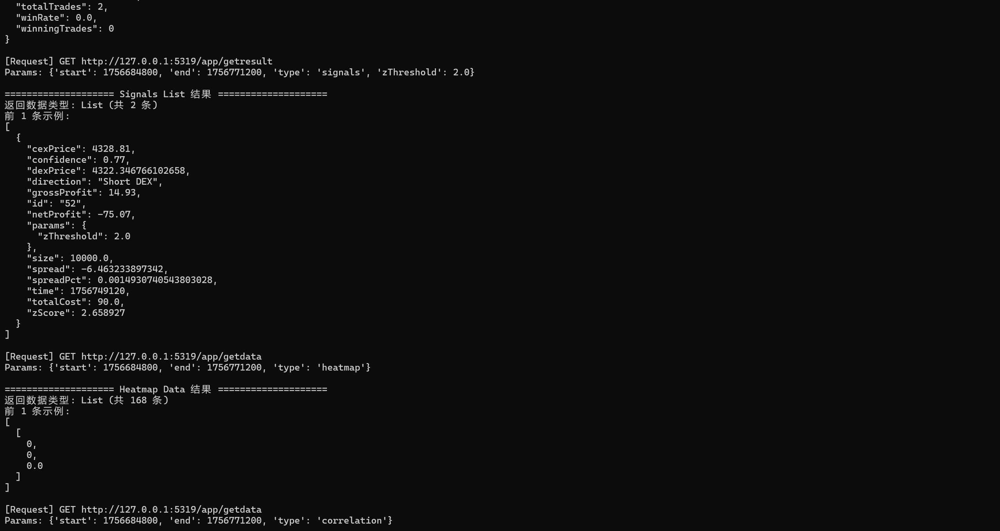 "totalTrades": 2,
  "winRate": 0.0,
  "winningTrades": 0
}

[Request] GET http://127.0.0.1:5319/app/getresult
Params: {'start': 1756684800, 'end': 1756771200, 'type': 'signals', 'zThreshold': 2.0}

==================== Signals List 结果 ====================
返回数据类型: List (共 2 条)
前 1 条示例:
[
  {
    "cexPrice": 4328.81,
    "confidence": 0.77,
    "dexPrice": 4322.346766102658,
    "direction": "Short DEX",
    "grossProfit": 14.93,
    "id": "52",
    "netProfit": -75.07,
    "params": {
      "zThreshold": 2.0
    },
    "size": 10000.0,
    "spread": -6.463233897342,
    "spreadPct": 0.0014930740543803028,
    "time": 1756749120,
    "totalCost": 90.0,
    "zScore": 2.658927
  }
]

[Request] GET http://127.0.0.1:5319/app/getdata
Params: {'start': 1756684800, 'end': 1756771200, 'type': 'heatmap'}

==================== Heatmap Data 结果 ====================
返回数据类型: List (共 168 条)
前 1 条示例:
[
  [
    0,
    0,
    0.0
  ]
]

[Request] GET http://127.0.0.1:5319/app/getdata
Params: {'start': 1756684800, 'end': 1756771200, 'type': 'correlation'}